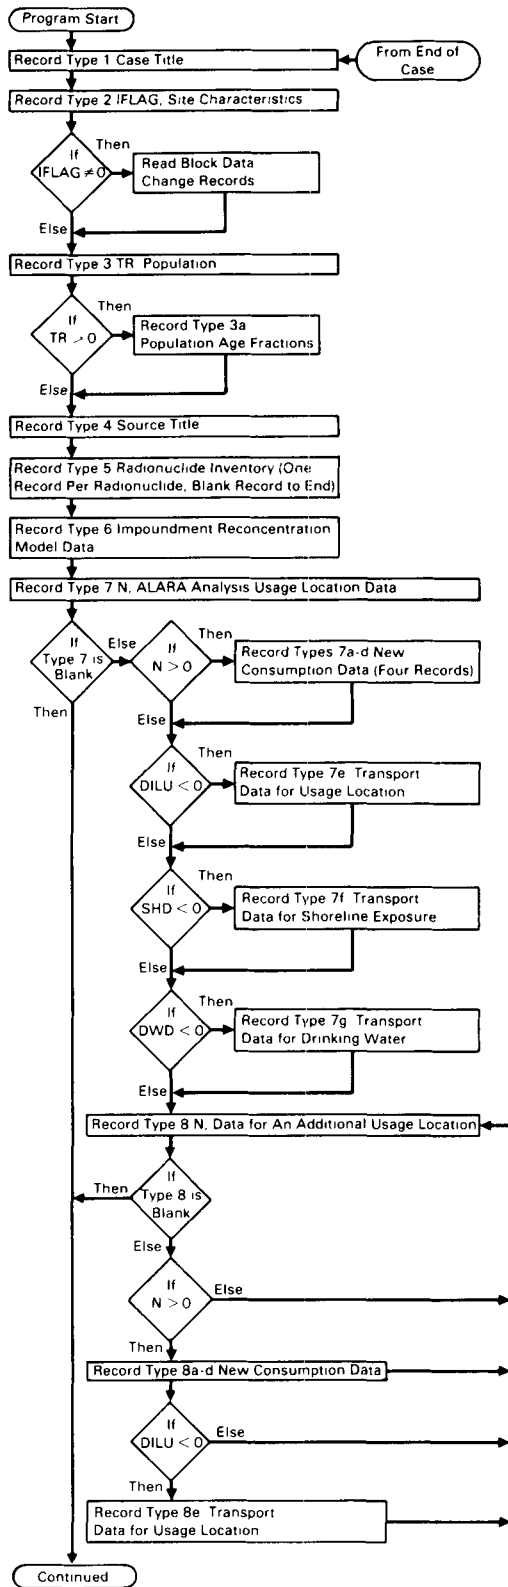 Program Start
Record Type 1 Case Title
From End of
Case
Record Type 2 IFLAG, Site Characteristics
If
IFLAG ≠ 0
Then
Read Block Data
Change Records
Else
Record Type 3 TR Population
If
TR > 0
Then
Record Type 3a
Population Age Fractions
Else
Record Type 4 Source Title
Record Type 5 Radionuclide Inventory (One
Record Per Radionuclide, Blank Record to End)
Record Type 6 Impoundment Reconcentration
Model Data
Record Type 7 N, ALARA Analysis Usage Location Data
If
Type 7 is
Blank
Else
Then
If
N > 0
Then
Record Types 7a-d New
Consumption Data (Four Records)
Else
If
DILU < 0
Then
Record Type 7e Transport
Data for Usage Location
Else
If
SHD < 0
Then
Record Type 7f Transport
Data for Shoreline Exposure
Else
If
DWD < 0
Then
Record Type 7g Transport
Data for Drinking Water
Else
Record Type 8 N, Data for An Additional Usage Location
If
Type 8 is
Blank
Then
Else
If
N > 0
Else
Then
Record Type 8a-d New Consumption Data
If
DILU < 0
Else
Then
Record Type 8e Transport
Data for Usage Location
Continued